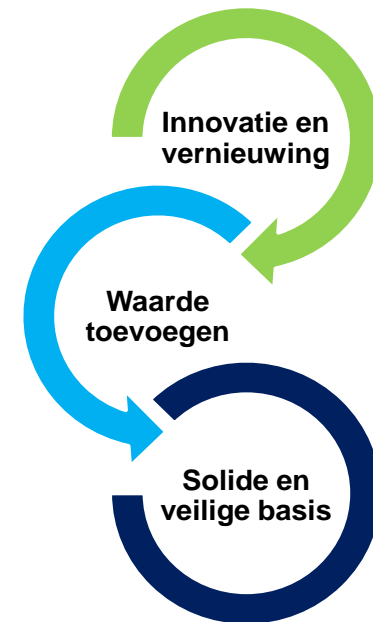 Innovatie en
vernieuwing
Waarde
toevoegen
Solide en
veilige basis